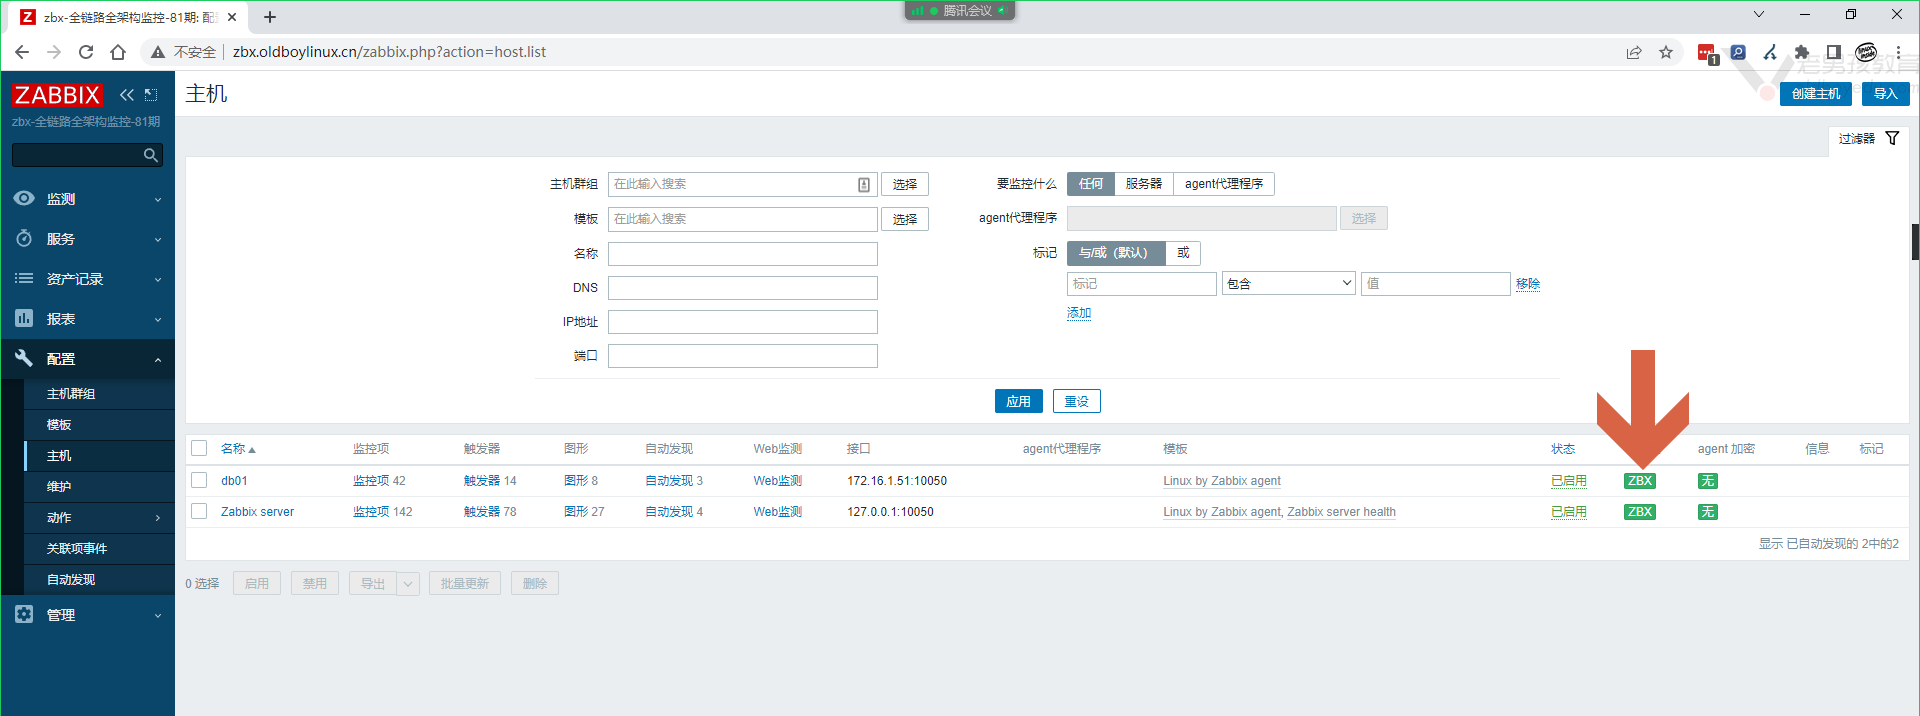 zbx-全链路全架构监控-81期: 配
腾讯会议
不安全
zbx.oldboylinux.cn/zabbix.php?action=host.list
1
ZABBIX
zbx-全链路全架构监控-81期
监测
服务
资产记录
报表
配置
主机群组
模板
主机
维护
动作
关联项事件
自动发现
管理
主机
老男孩教育
创建主机
导入
过滤器
主机群组 在此输入搜索 选择
模板 在此输入搜索 选择
名称
DNS
IP地址
端口
要监控什么 任何 服务器 agent代理程序
agent代理程序 选择
标记 与/或（默认） 或
标记 包含 值 移除
添加
应用 重设
名称 监控项 触发器 图形 自动发现 Web监测 接口 agent代理程序 模板 状态 agent 加密 信息 标记
db01 监控项 42 触发器 14 图形 8 自动发现 3 Web监测 172.16.1.51:10050 Linux by Zabbix agent 已启用 ZBX 无
Zabbix server 监控项 142 触发器 78 图形 27 自动发现 4 Web监测 127.0.0.1:10050 Linux by Zabbix agent, Zabbix server health 已启用 ZBX 无
显示 已自动发现的 2中的2
0 选择 启用 禁用 导出 批量更新 删除